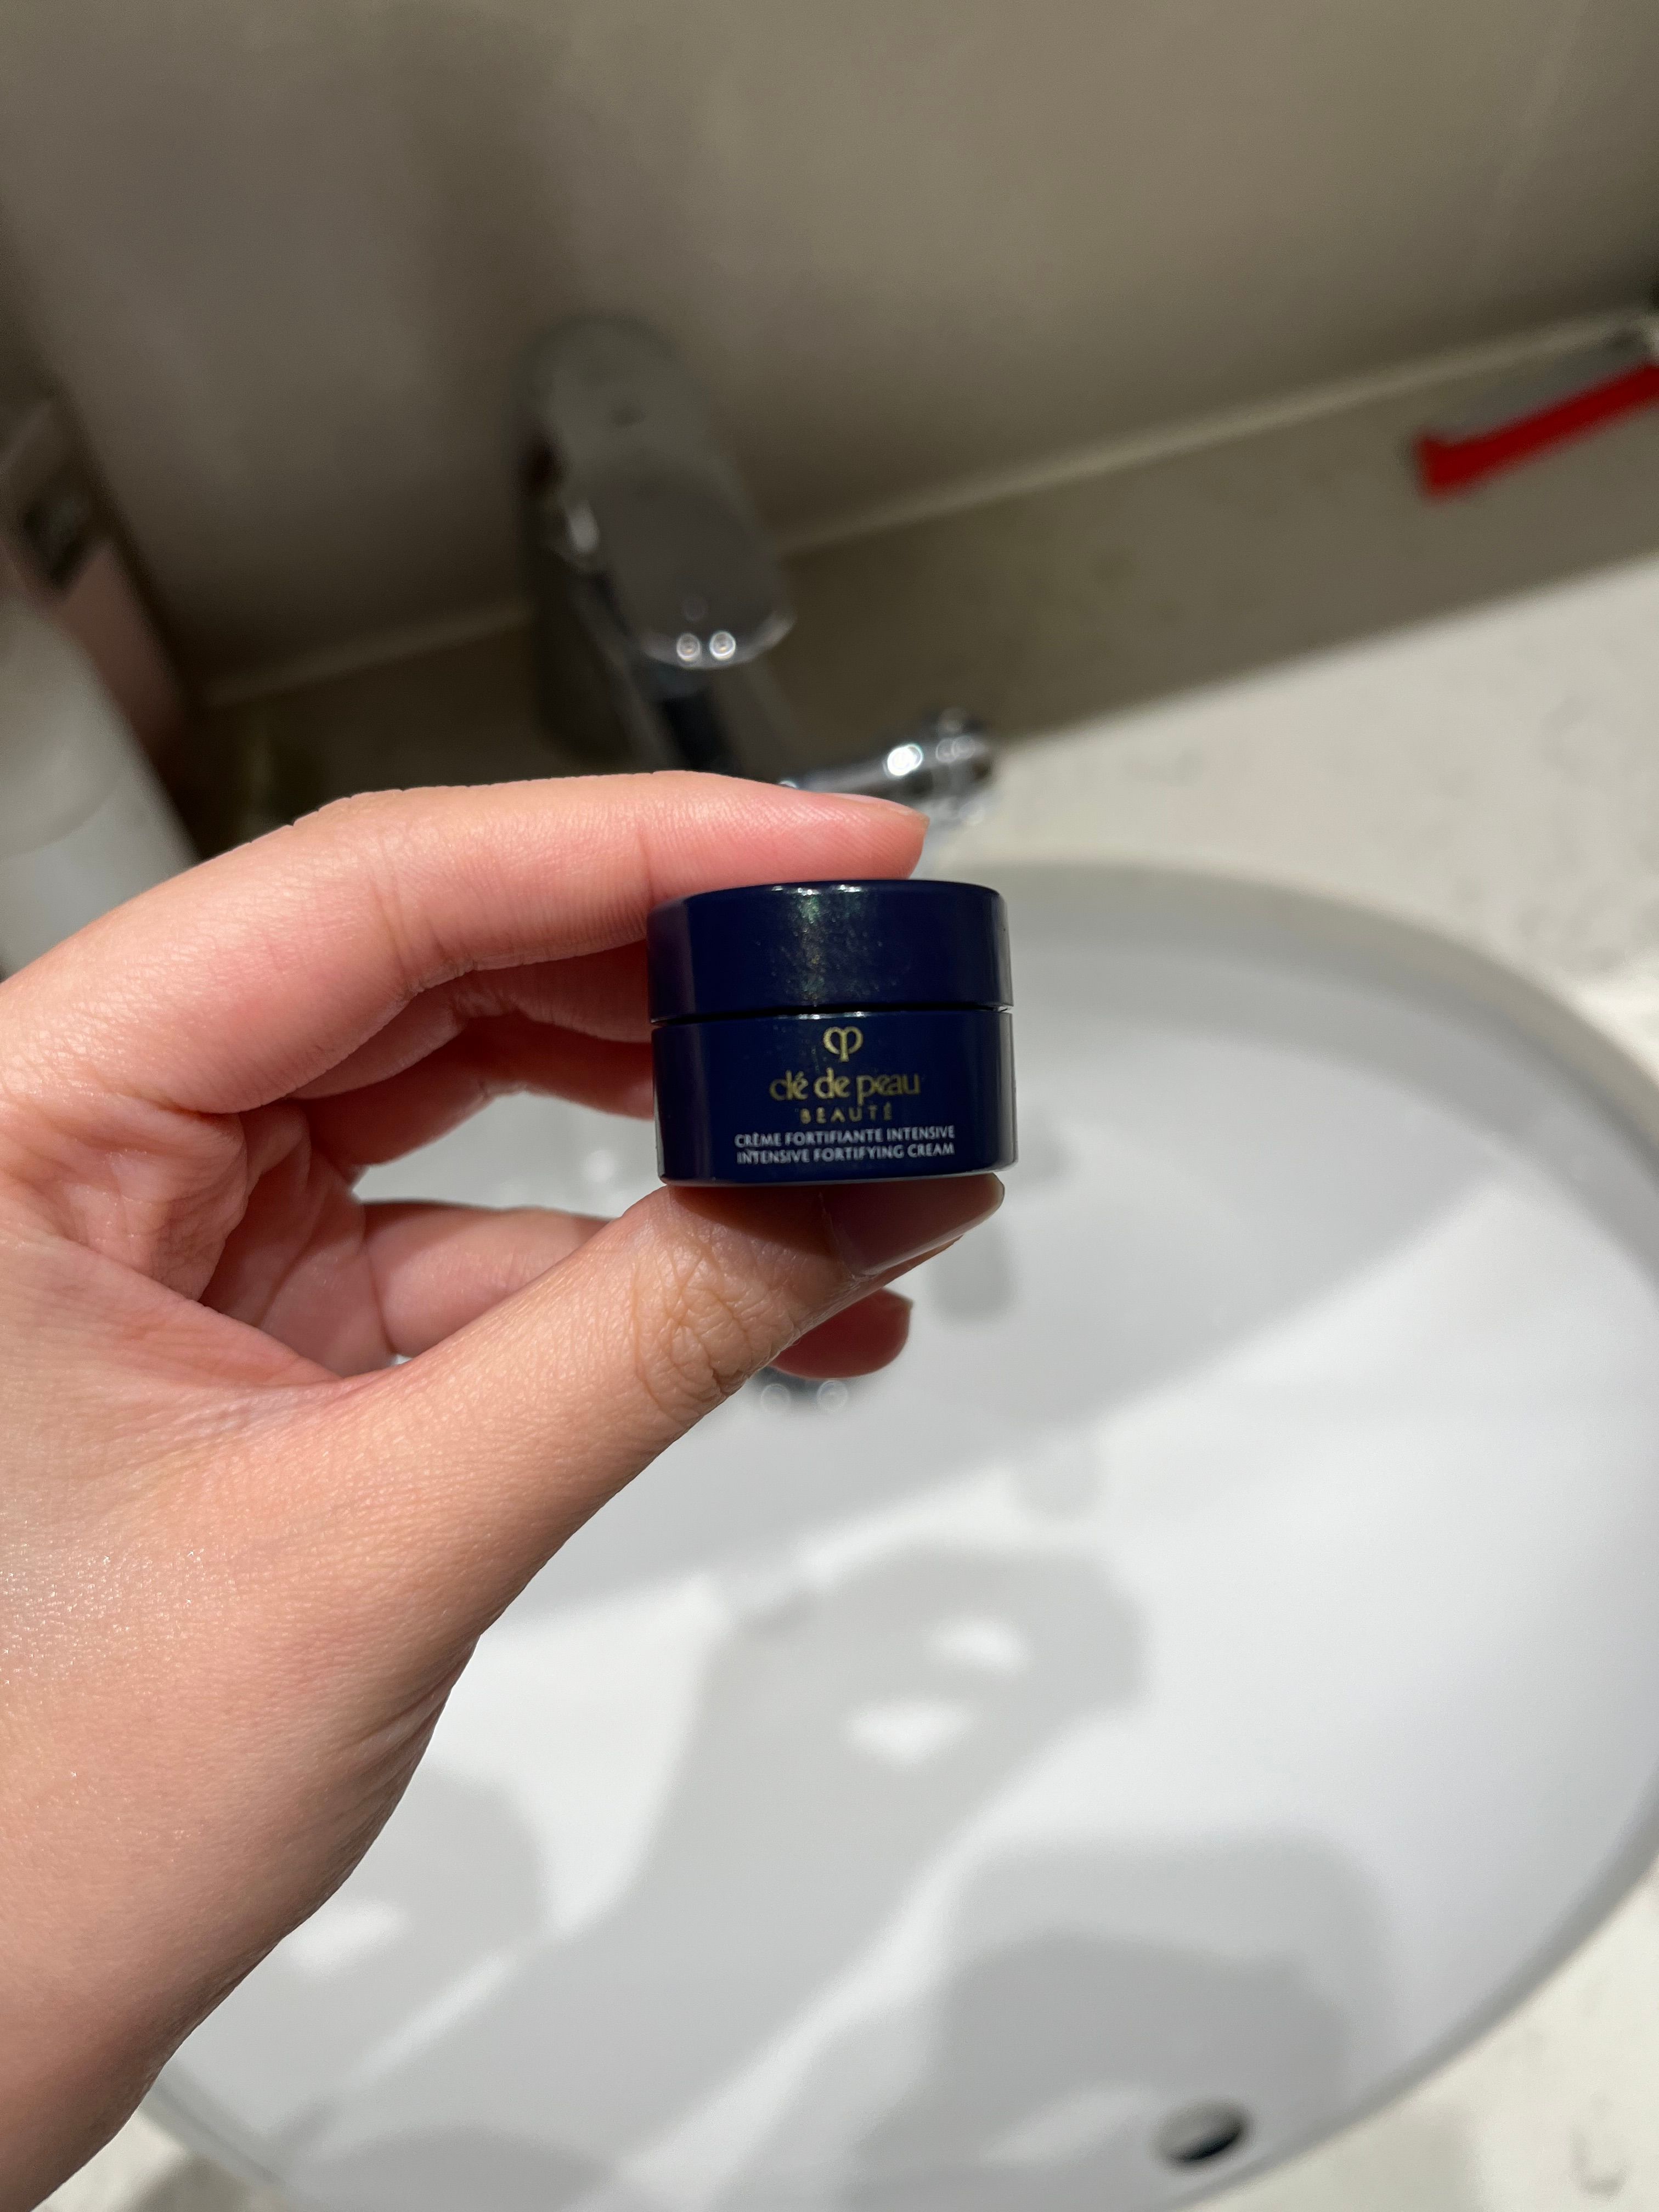 clé de peau
BEAUTÉ
CRÈME FORTIFIANTE INTENSIVE
INTENSIVE FORTIFYING CREAM